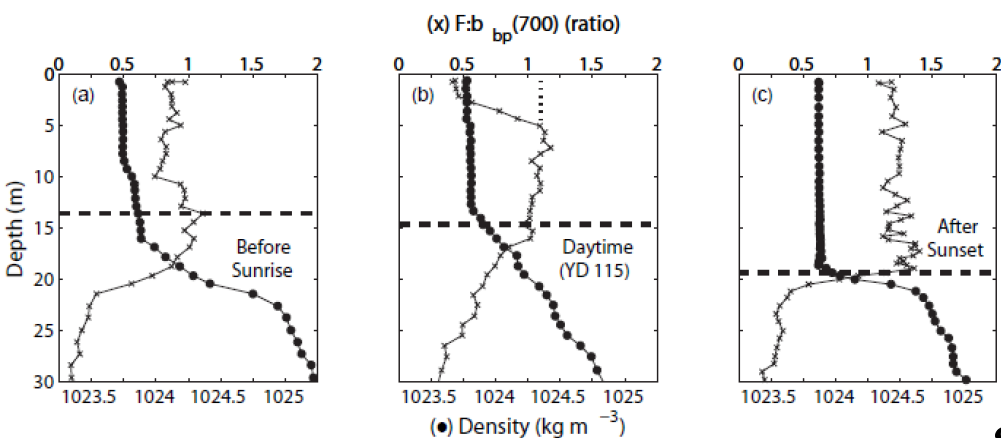 (x) F:b bp(700) (ratio)
0 0.5 1 1.5 2 0 0.5 1 1.5 2 0 0.5 1 1.5 2
0
(a) (b) (c)
5
10
Depth (m)
15
Before Sunrise
Daytime (YD 115)
After Sunset
20
25
30
1023.5 1024 1024.5 1025 1023.5 1024 1024.5 1025 1023.5 1024 1024.5 1025
(●) Density (kg m −3)